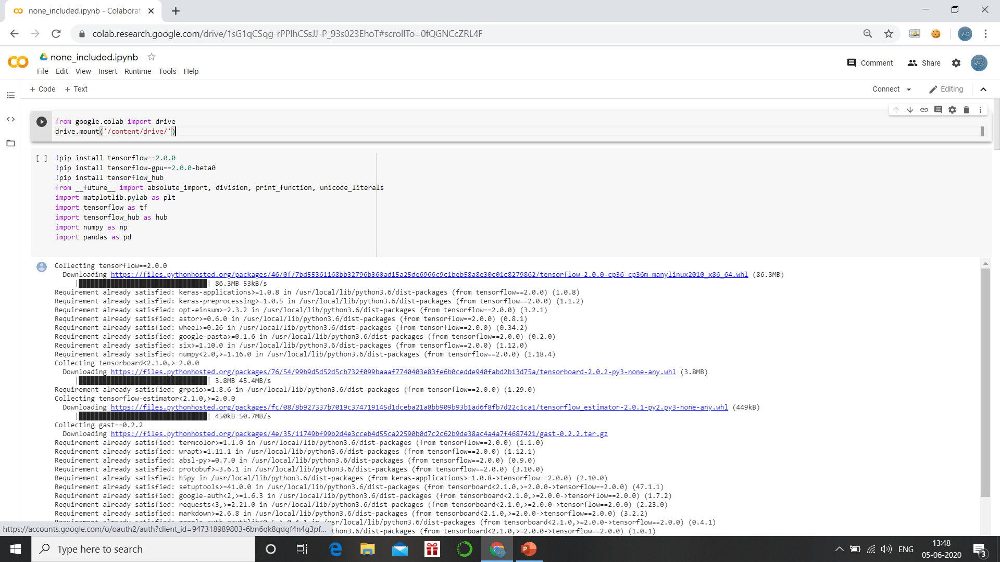 none_included.ipynb - Colaborat
colab.research.google.com/drive/1sG1qCSqg-rPPlhCSsJJ-P_93s023EhoT#scrollTo=0fQGNCcZRL4F
none_included.ipynb
File Edit View Insert Runtime Tools Help
Comment Share
+ Code + Text
Connect Editing
from google.colab import drive
drive.mount('/content/drive/')
[ ] !pip install tensorflow==2.0.0
!pip install tensorflow-gpu==2.0.0-beta0
!pip install tensorflow_hub
from __future__ import absolute_import, division, print_function, unicode_literals
import matplotlib.pylab as plt
import tensorflow as tf
import tensorflow_hub as hub
import numpy as np
import pandas as pd
Collecting tensorflow==2.0.0
Downloading https://files.pythonhosted.org/packages/46/0f/7bd55361168bb32796b360ad15a25de6966c9c1beb58a8e30c01c8279862/tensorflow-2.0.0-cp36-cp36m-manylinux2010_x86_64.whl (86.3MB)
86.3MB 53kB/s
Requirement already satisfied: keras-applications>=1.0.8 in /usr/local/lib/python3.6/dist-packages (from tensorflow==2.0.0) (1.0.8)
Requirement already satisfied: keras-preprocessing>=1.0.5 in /usr/local/lib/python3.6/dist-packages (from tensorflow==2.0.0) (1.1.2)
Requirement already satisfied: opt-einsum>=2.3.2 in /usr/local/lib/python3.6/dist-packages (from tensorflow==2.0.0) (3.2.1)
Requirement already satisfied: astor>=0.6.0 in /usr/local/lib/python3.6/dist-packages (from tensorflow==2.0.0) (0.8.1)
Requirement already satisfied: wheel>=0.26 in /usr/local/lib/python3.6/dist-packages (from tensorflow==2.0.0) (0.34.2)
Requirement already satisfied: google-pasta>=0.1.6 in /usr/local/lib/python3.6/dist-packages (from tensorflow==2.0.0) (0.2.0)
Requirement already satisfied: six>=1.10.0 in /usr/local/lib/python3.6/dist-packages (from tensorflow==2.0.0) (1.12.0)
Requirement already satisfied: numpy<2.0,>=1.16.0 in /usr/local/lib/python3.6/dist-packages (from tensorflow==2.0.0) (1.18.4)
Collecting tensorboard<2.1.0,>=2.0.0
Downloading https://files.pythonhosted.org/packages/76/54/99b9d5d52d5cb732f099baaaf7740403e83fe6b0cedde940fabd2b13d75a/tensorboard-2.0.2-py3-none-any.whl (3.8MB)
3.8MB 45.4MB/s
Requirement already satisfied: grpcio>=1.8.6 in /usr/local/lib/python3.6/dist-packages (from tensorflow==2.0.0) (1.29.0)
Collecting tensorflow-estimator<2.1.0,>=2.0.0
Downloading https://files.pythonhosted.org/packages/fc/08/8b927337b7019c374719145d1dceba21a8bb909b93b1ad6f8fb7d22c1ca1/tensorflow_estimator-2.0.1-py2.py3-none-any.whl (449kB)
450kB 50.7MB/s
Collecting gast==0.2.2
Downloading https://files.pythonhosted.org/packages/4e/35/11749bf99b2d4e3cceb4d55ca22590b0d7c2c62b9de38ac4a4a7f4687421/gast-0.2.2.tar.gz
Requirement already satisfied: termcolor>=1.1.0 in /usr/local/lib/python3.6/dist-packages (from tensorflow==2.0.0) (1.1.0)
Requirement already satisfied: wrapt>=1.11.1 in /usr/local/lib/python3.6/dist-packages (from tensorflow==2.0.0) (1.12.1)
Requirement already satisfied: absl-py>=0.7.0 in /usr/local/lib/python3.6/dist-packages (from tensorflow==2.0.0) (0.9.0)
Requirement already satisfied: protobuf>=3.6.1 in /usr/local/lib/python3.6/dist-packages (from tensorflow==2.0.0) (3.10.0)
Requirement already satisfied: h5py in /usr/local/lib/python3.6/dist-packages (from keras-applications>=1.0.8->tensorflow==2.0.0) (2.10.0)
Requirement already satisfied: setuptools>=41.0.0 in /usr/local/lib/python3.6/dist-packages (from tensorboard<2.1.0,>=2.0.0->tensorflow==2.0.0) (47.1.1)
Requirement already satisfied: google-auth<2,>=1.6.3 in /usr/local/lib/python3.6/dist-packages (from tensorboard<2.1.0,>=2.0.0->tensorflow==2.0.0) (1.7.2)
Requirement already satisfied: requests<3,>=2.21.0 in /usr/local/lib/python3.6/dist-packages (from tensorboard<2.1.0,>=2.0.0->tensorflow==2.0.0) (2.23.0)
Requirement already satisfied: markdown>=2.6.8 in /usr/local/lib/python3.6/dist-packages (from tensorboard<2.1.0,>=2.0.0->tensorflow==2.0.0) (3.2.2)
Requirement already satisfied: google-auth-oauthlib<0.5,>=0.4.1 in /usr/local/lib/python3.6/dist-packages (from tensorboard<2.1.0,>=2.0.0->tensorflow==2.0.0) (0.4.1)
thon3.6/dist-packages (from tensorboard<2.1.0,>=2.0.0->tensorflow==2.0.0) (1.0.1)
https://accounts.google.com/o/oauth2/auth?client_id=947318989803-6bn6qk8qdgf4n4g3pf...
Type here to search
ENG
13:48
05-06-2020
3